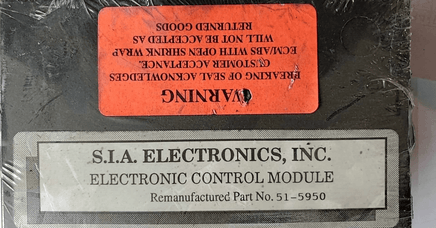 WARNING
BREAKING OF SEAL ACKNOWLEDGES
CUSTOMER ACCEPTANCE.
ECM/ABS WITH OPEN SHRINK WRAP
WILL NOT BE ACCEPTED AS
RETURNED GOODS
S.I.A. ELECTRONICS, INC.
ELECTRONIC CONTROL MODULE
Remanufactured Part No. 51-5950